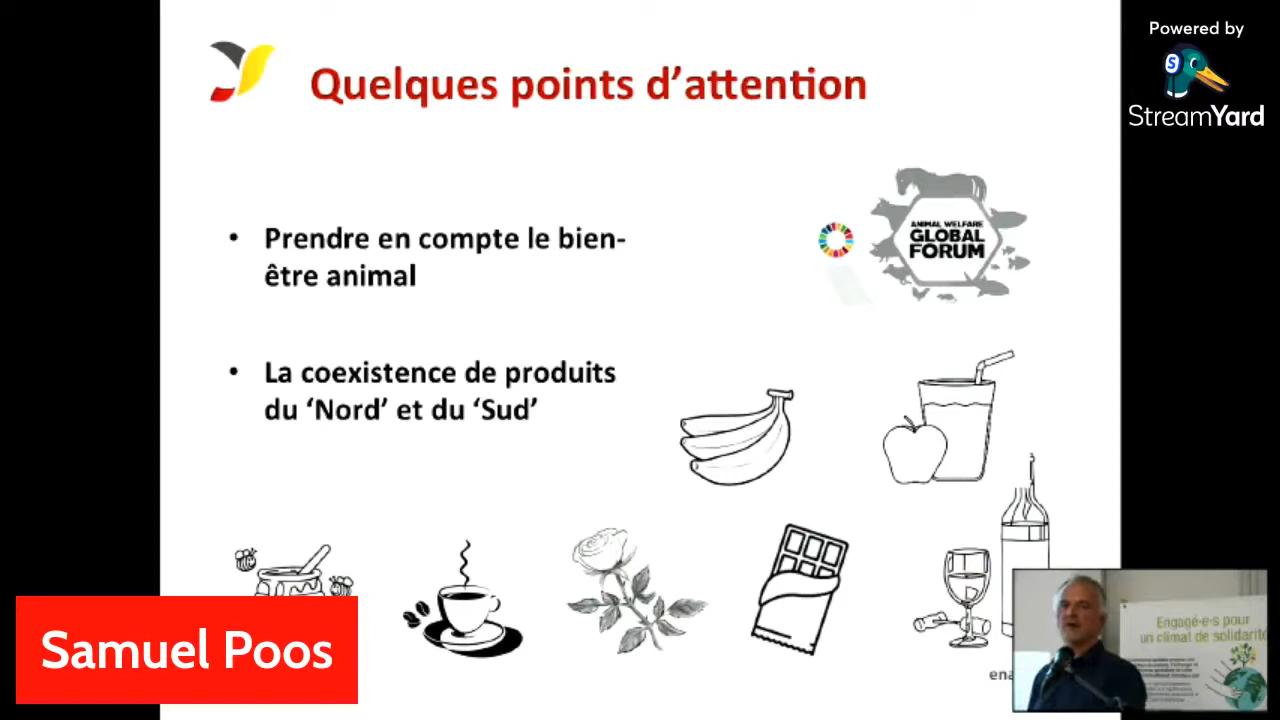 Powered by
StreamYard
Quelques points d'attention
ANIMAL WELFARE
GLOBAL
FORUM
• Prendre en compte le bien-
être animal
• La coexistence de produits
du ‘Nord’ et du ‘Sud’
Samuel Poos
Engagé·e·s pour
un climat de solidarité